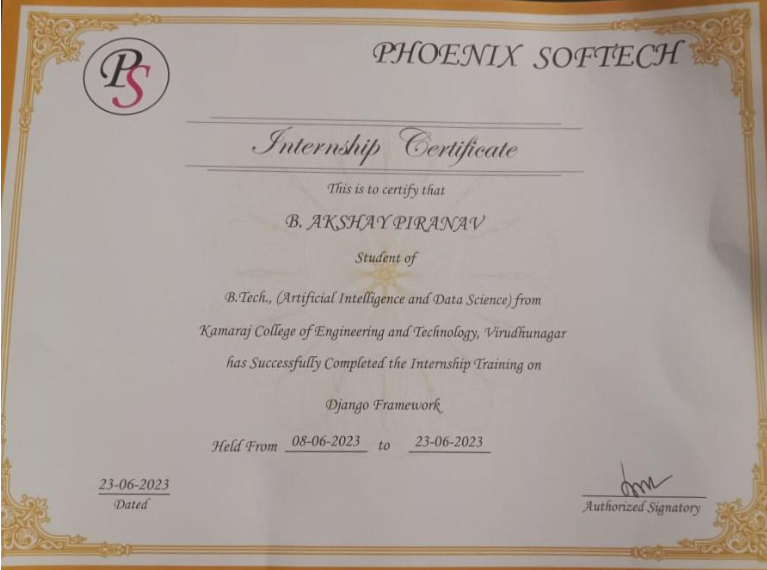 PS
PHOENIX SOFTECH
Internship Certificate
This is to certify that
B. AKSHAY PIRANAV
Student of
B.Tech., (Artificial Intelligence and Data Science) from
Kamaraj College of Engineering and Technology, Virudhunagar
has Successfully Completed the Internship Training on
Django Framework
Held From 08-06-2023 to 23-06-2023
23-06-2023
Dated
Authorized Signatory